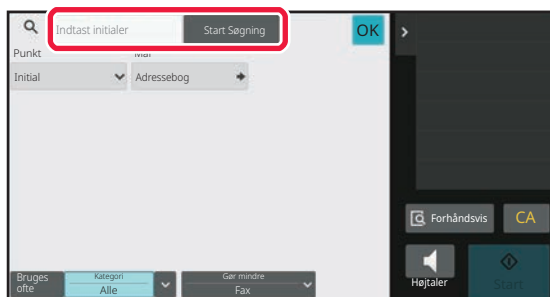 Indtast initialer
Start Søgning
OK
Punkt
Mål
Initial
Adressebog
Forhåndsvis
CA
Højtaler
Start
Bruges
ofte
Kategori
Alle
Gør mindre
Fax